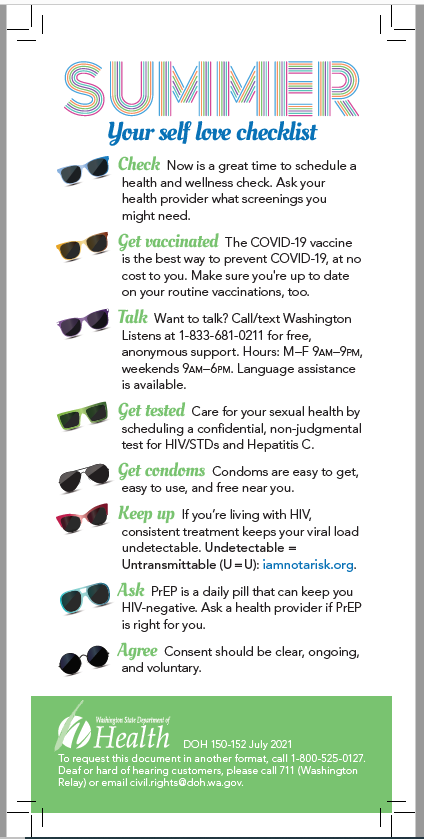 SUMMER
Your self love checklist
Check Now is a great time to schedule a
health and wellness check. Ask your
health provider what screenings you
might need.
Get vaccinated The COVID-19 vaccine
is the best way to prevent COVID-19, at no
cost to you. Make sure you're up to date
on your routine vaccinations, too.
Talk Want to talk? Call/text Washington
Listens at 1-833-681-0211 for free,
anonymous support. Hours: M–F 9AM–9PM,
weekends 9AM–6PM. Language assistance
is available.
Get tested Care for your sexual health by
scheduling a confidential, non-judgmental
test for HIV/STDs and Hepatitis C.
Get condoms Condoms are easy to get,
easy to use, and free near you.
Keep up If you're living with HIV,
consistent treatment keeps your viral load
undetectable. Undetectable =
Untransmittable (U=U): iamnotarisk.org.
Ask PrEP is a daily pill that can keep you
HIV-negative. Ask a health provider if PrEP
is right for you.
Agree Consent should be clear, ongoing,
and voluntary.
Washington State Department of
Health DOH 150-152 July 2021
To request this document in another format, call 1-800-525-0127.
Deaf or hard of hearing customers, please call 711 (Washington
Relay) or email civil.rights@doh.wa.gov.